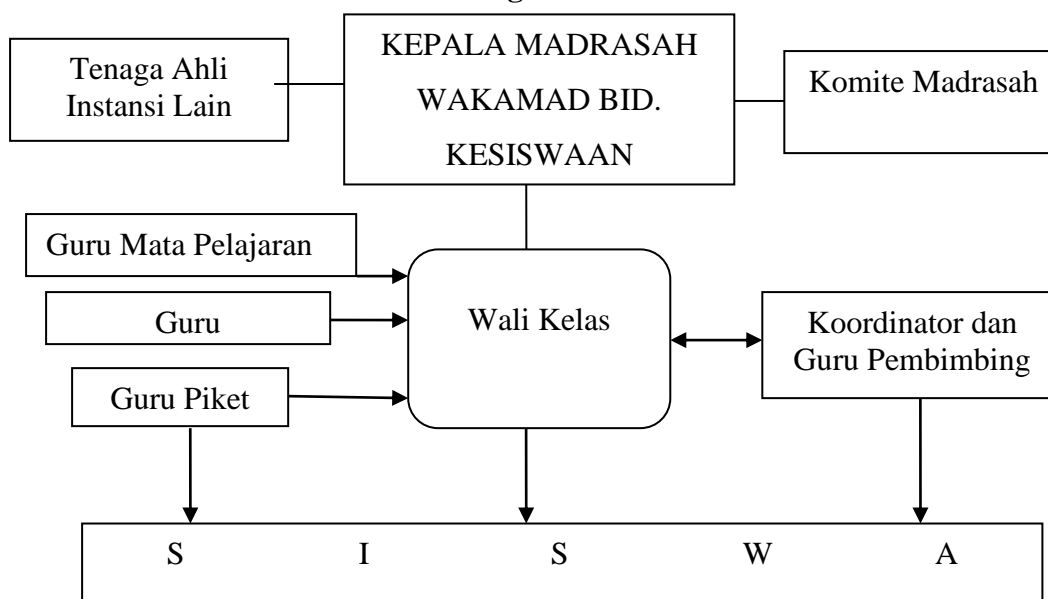 KEPALA MADRASAH
WAKAMAD BID.
KESISWAAN
Tenaga Ahli
Instansi Lain
Komite Madrasah
Guru Mata Pelajaran
Guru
Guru Piket
Wali Kelas
Koordinator dan
Guru Pembimbing
S I S W A